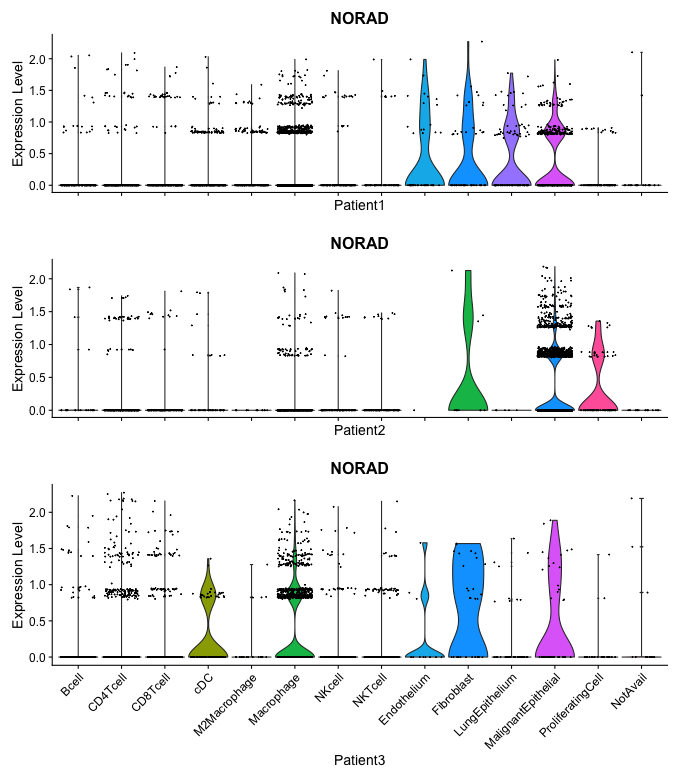 NORAD
Expression Level
2.0
1.5
1.0
0.5
0.0
Patient1
NORAD
Expression Level
2.0
1.5
1.0
0.5
0.0
Patient2
NORAD
Expression Level
2.0
1.5
1.0
0.5
0.0
Bcell
CD4Tcell
CD8Tcell
cDC
M2Macrophage
Macrophage
NKcell
NKTcell
Endothelium
Fibroblast
LungEpithelium
MalignantEpithelial
ProliferatingCell
NotAvail
Patient3